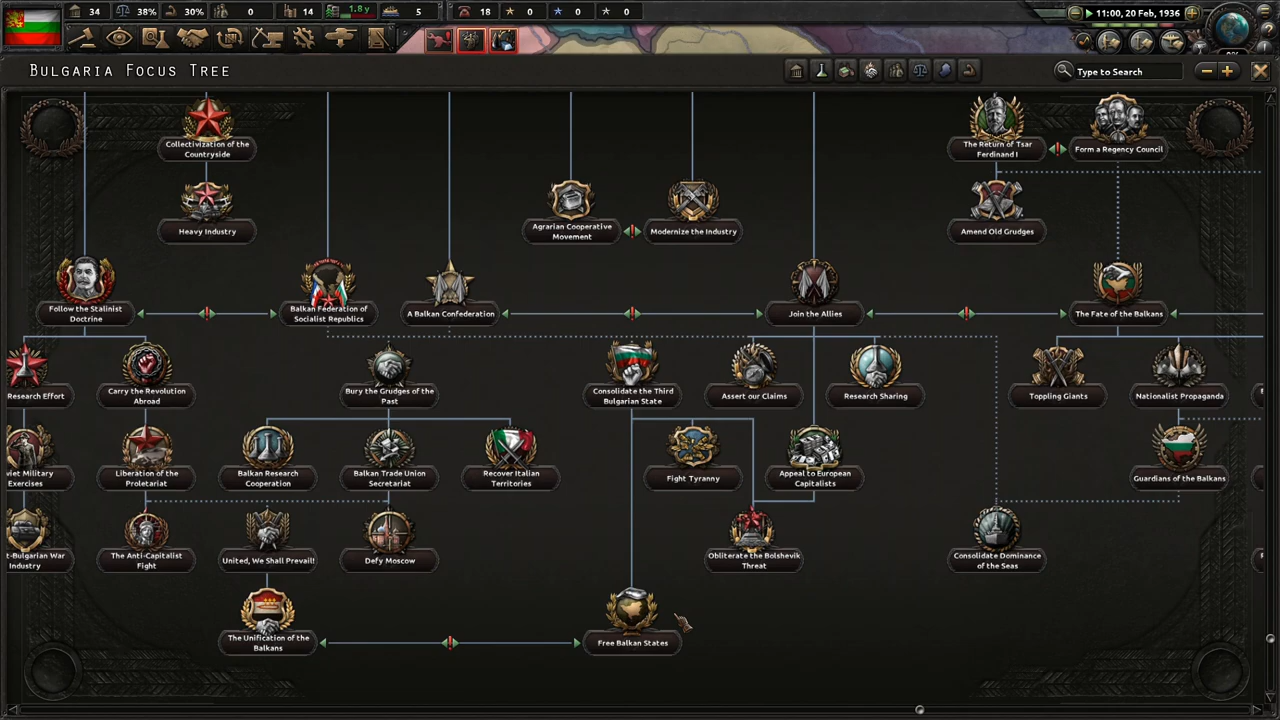 34 38% 30% 0 14 1.8 y 5 18 0 0 0 11:00, 20 Feb, 1936
Bulgaria Focus Tree
Type to Search
Collectivization of the
Countryside
The Return of Tsar
Ferdinand I
Form a Regency Council
Heavy Industry
Agrarian Cooperative
Movement
Modernize the Industry
Amend Old Grudges
Follow the Stalinist
Doctrine
Balkan Federation of
Socialist Republics
A Balkan Confederation
Join the Allies
The Fate of the Balkans
Research Effort
Carry the Revolution
Abroad
Bury the Grudges of the
Past
Consolidate the Third
Bulgarian State
Assert our Claims
Research Sharing
Toppling Giants
Nationalist Propaganda
viet Military
Exercises
Liberation of the
Proletariat
Balkan Research
Cooperation
Balkan Trade Union
Secretariat
Recover Italian
Territories
Fight Tyranny
Appeal to European
Capitalists
Guardians of the Balkans
t-Bulgarian War
Industry
The Anti-Capitalist
Fight
United, We Shall Prevail!
Defy Moscow
Obliterate the Bolshevik
Threat
Consolidate Dominance
of the Seas
The Unification of the
Balkans
Free Balkan States